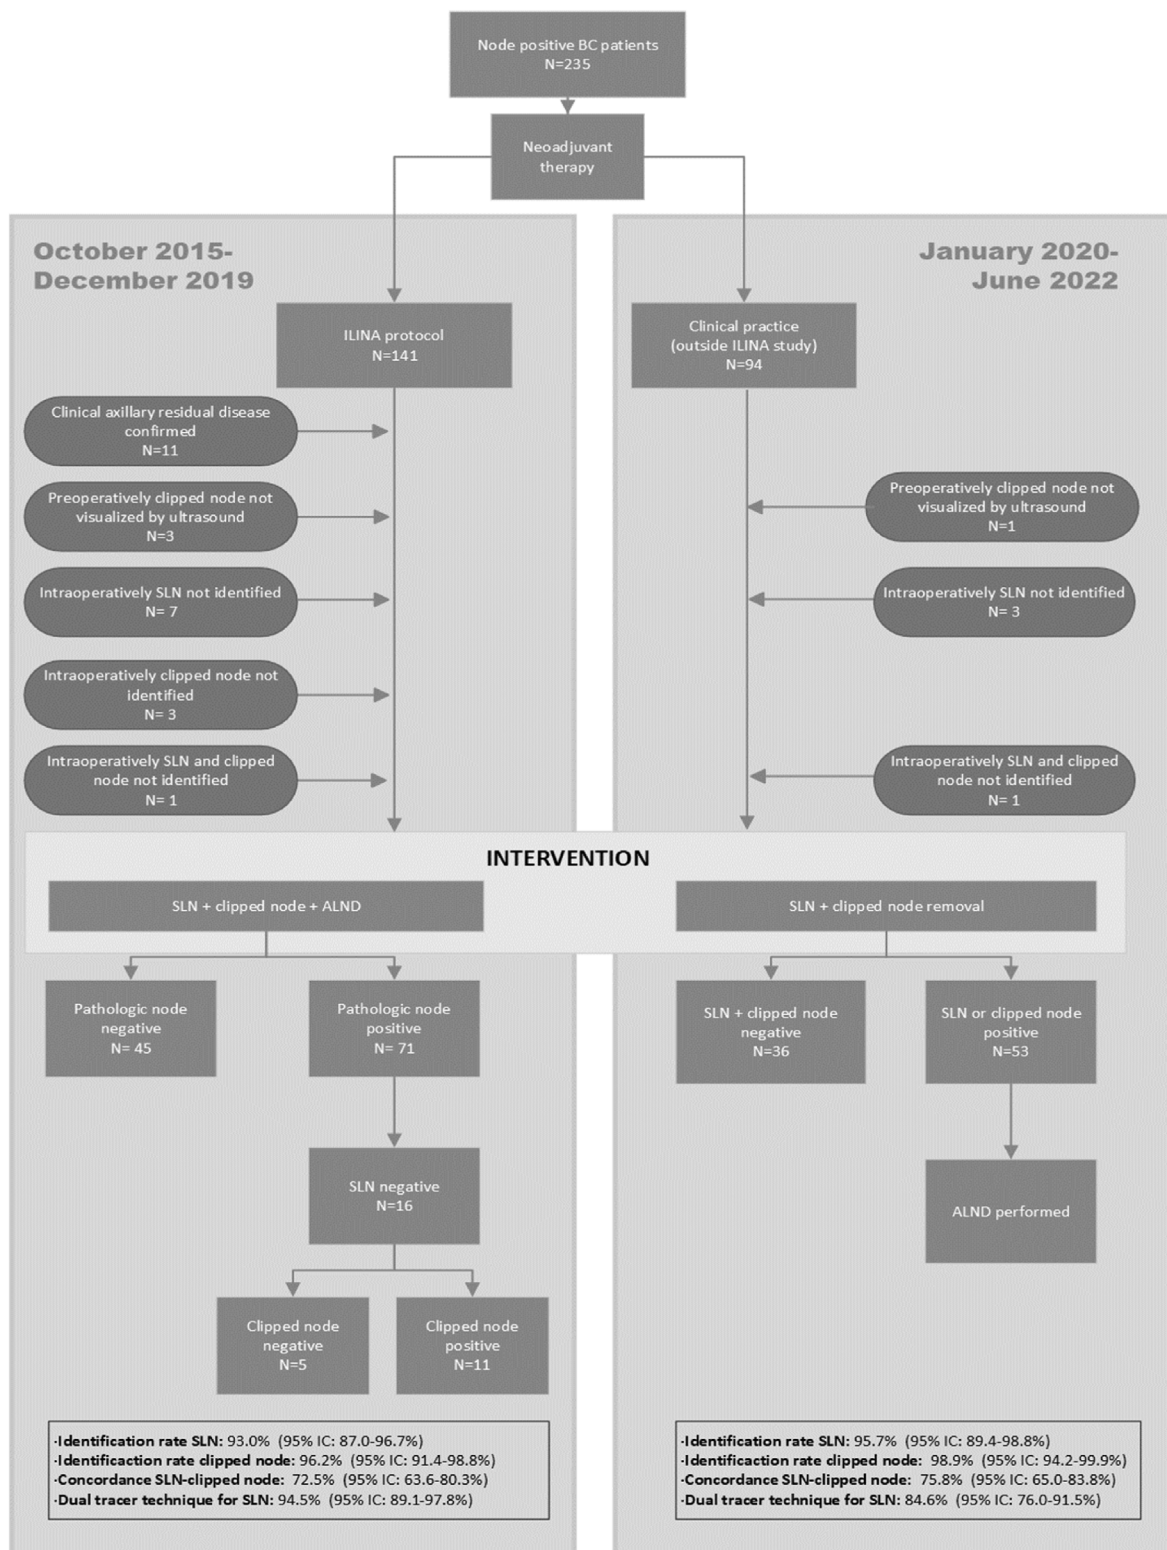 Node positive BC patients
N=235
Neoadjuvant
therapy
October 2015-
December 2019
January 2020-
June 2022
ILINA protocol
N=141
Clinical practice
(outside ILINA study)
N=94
Clinical axillary residual disease
confirmed
N=11
Preoperatively clipped node not
visualized by ultrasound
N=3
Preoperatively clipped node not
visualized by ultrasound
N=1
Intraoperatively SLN not identified
N= 7
Intraoperatively SLN not identified
N= 3
Intraoperatively clipped node not
identified
N= 3
Intraoperatively SLN and clipped
node not identified
N= 1
Intraoperatively SLN and clipped
node not identified
N= 1
INTERVENTION
SLN + clipped node + ALND
SLN + clipped node removal
Pathologic node
negative
N= 45
Pathologic node
positive
N= 71
SLN + clipped node
negative
N=36
SLN or clipped node
positive
N=53
SLN negative
N=16
ALND performed
Clipped node
negative
N=5
Clipped node
positive
N=11
·Identification rate SLN: 93.0% (95% IC: 87.0-96.7%)
·Identificaction rate clipped node: 96.2% (95% IC: 91.4-98.8%)
·Concordance SLN-clipped node: 72.5% (95% IC: 63.6-80.3%)
·Dual tracer technique for SLN: 94.5% (95% IC: 89.1-97.8%)
·Identification rate SLN: 95.7% (95% IC: 89.4-98.8%)
·Identificaction rate clipped node: 98.9% (95% IC: 94.2-99.9%)
·Concordance SLN-clipped node: 75.8% (95% IC: 65.0-83.8%)
·Dual tracer technique for SLN: 84.6% (95% IC: 76.0-91.5%)